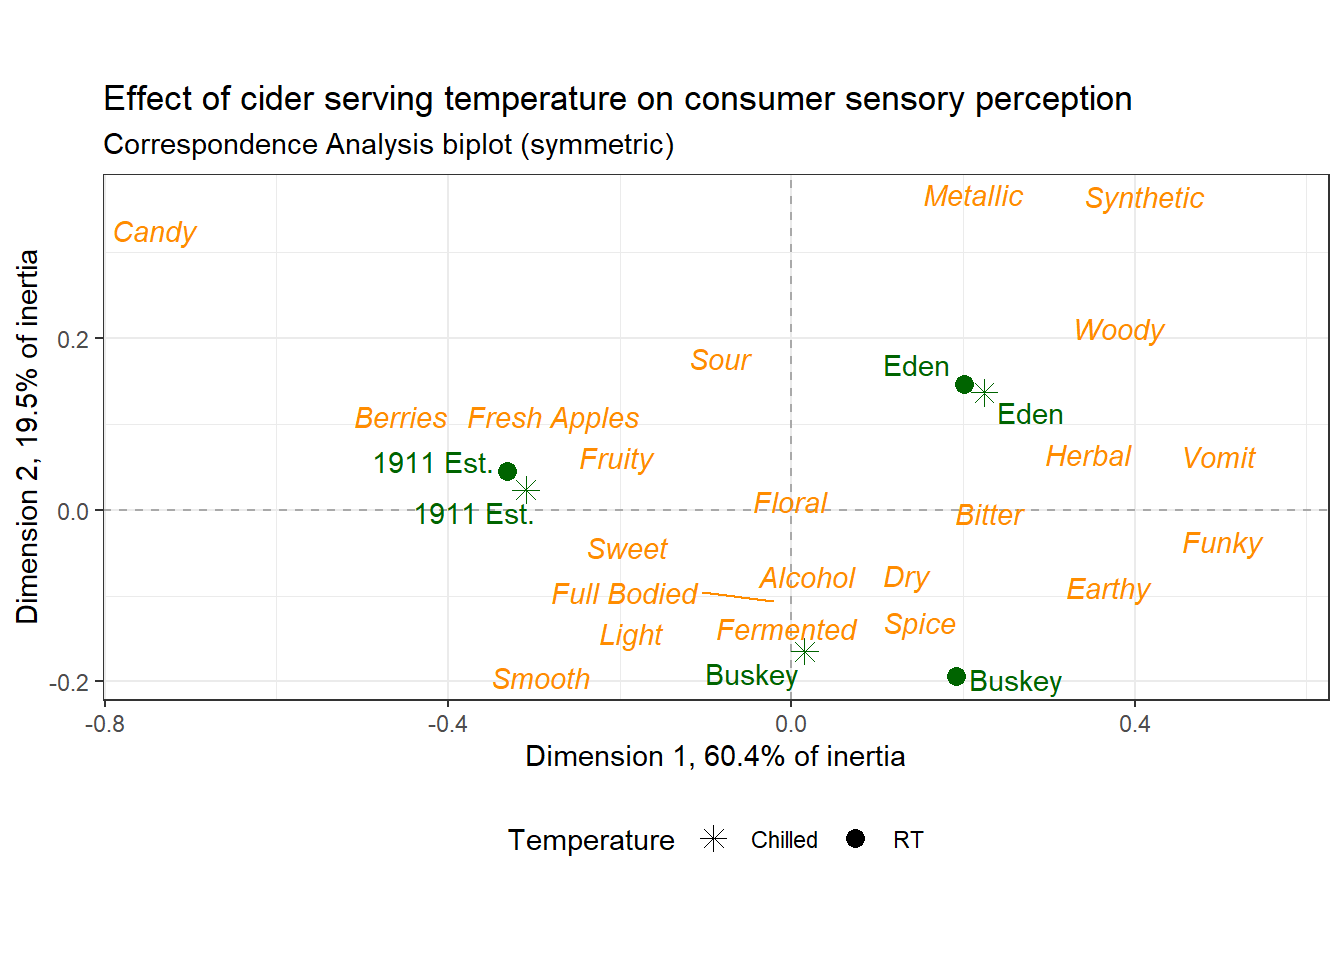 Effect of cider serving temperature on consumer sensory perception
Correspondence Analysis biplot (symmetric)
Metallic
Synthetic
Candy
Woody
Sour
Eden
Eden
Berries
Fresh Apples
Fruity
1911 Est.
Herbal
Vomit
1911 Est.
Floral
Bitter
Sweet
Funky
Full Bodied
Alcohol
Dry
Earthy
Light
Fermented
Spice
Smooth
Buskey
Buskey
0.2
0.0
-0.2
Dimension 2, 19.5% of inertia
-0.8
-0.4
0.0
0.4
Dimension 1, 60.4% of inertia
Temperature
Chilled
RT